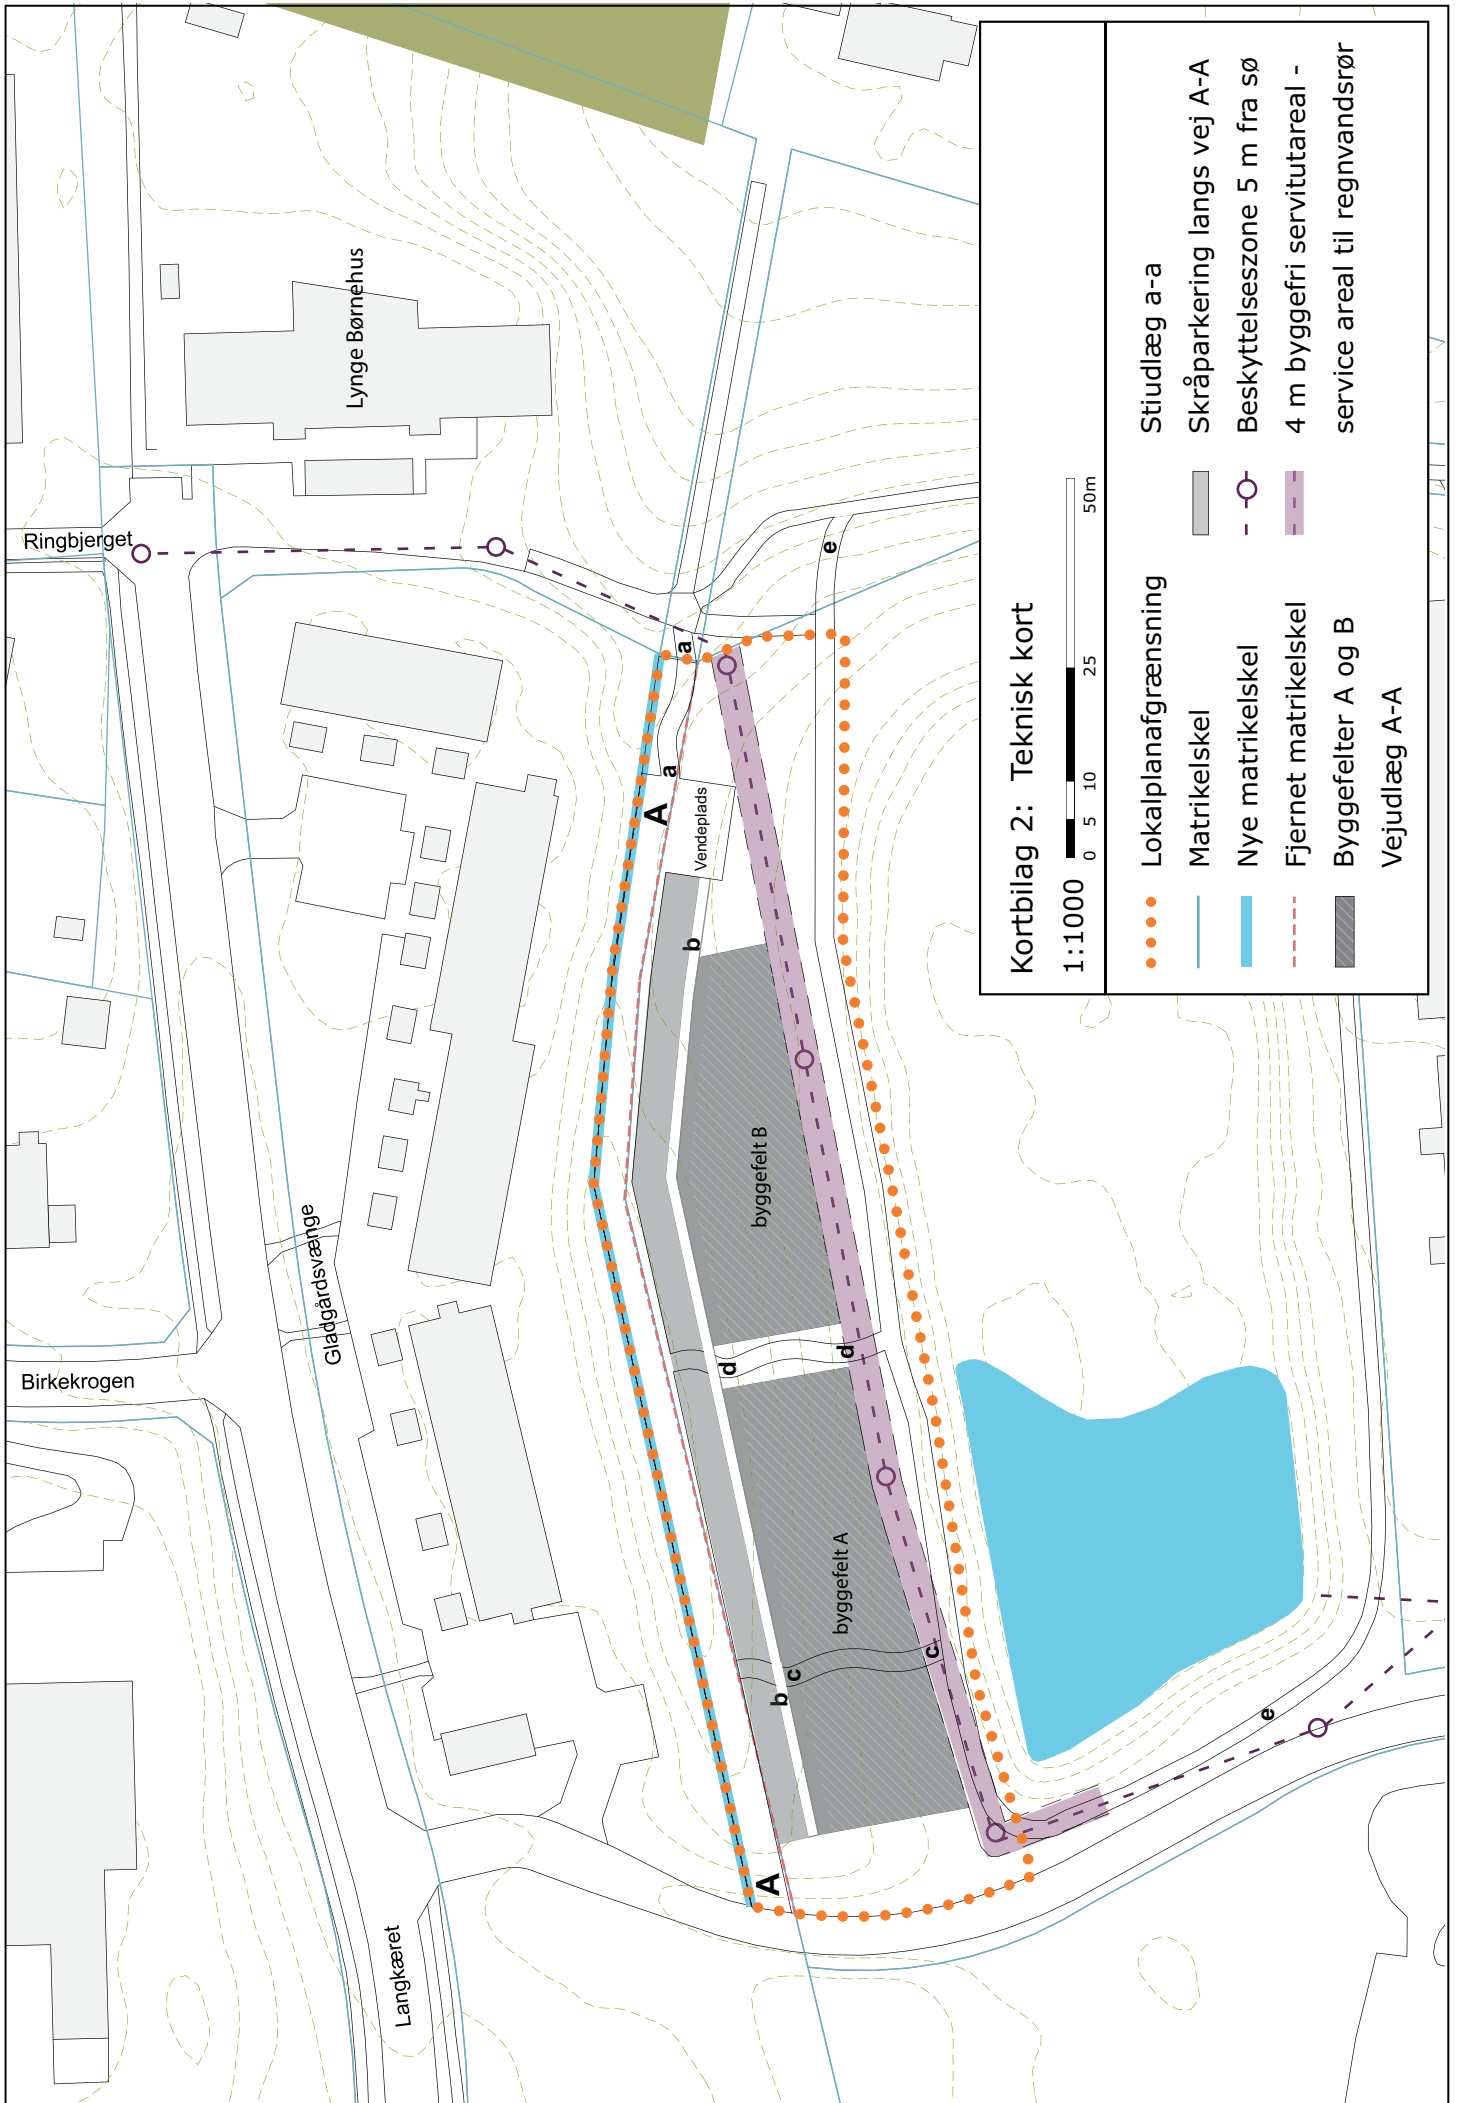 Kortbilag 2: Teknisk kort
1:1000
0 5 10 25 50m
Lokalplanafgrænsning
Matrikelskel
Nye matrikelskel
Fjernet matrikelskel
Byggefelter A og B
Vejudlæg A-A
Stiudlæg a-a
Skråparkering langs vej A-A
Beskyttelseszone 5 m fra sø
4 m byggefri servitutareal -
service areal til regnvandsrør
Ringbjerget
Lynge Børnehus
Birkekrogen
Gladgårdsvænge
Langkæret
a
a
A
Vendeplads
b
byggefelt B
d
d
byggefelt A
c
c
b
A
e
e